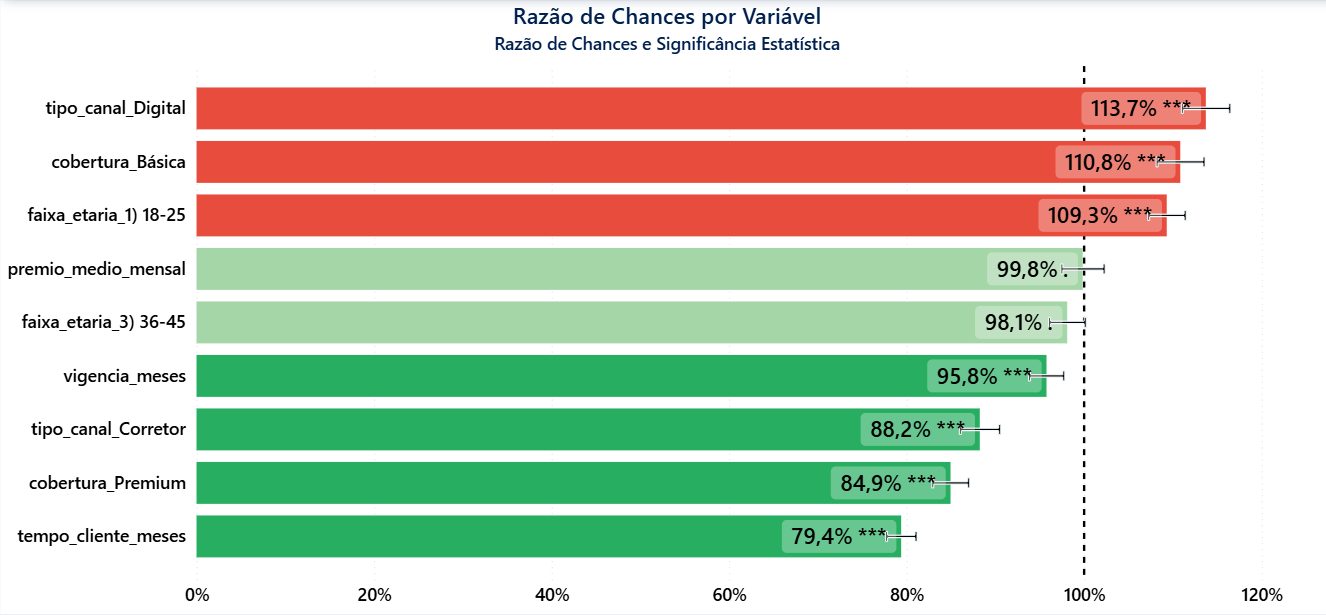 Razão de Chances por Variável
Razão de Chances e Significância Estatística
tipo_canal_Digital 113,7% ***
cobertura_Básica 110,8% ***
faixa_etaria_1) 18-25 109,3% ***
premio_medio_mensal 99,8% .
faixa_etaria_3) 36-45 98,1% .
vigencia_meses 95,8% ***
tipo_canal_Corretor 88,2% ***
cobertura_Premium 84,9% ***
tempo_cliente_meses 79,4% ***
0% 20% 40% 60% 80% 100% 120%